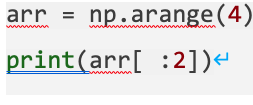 arr = np.arange(4)
print(arr[ :2])↵